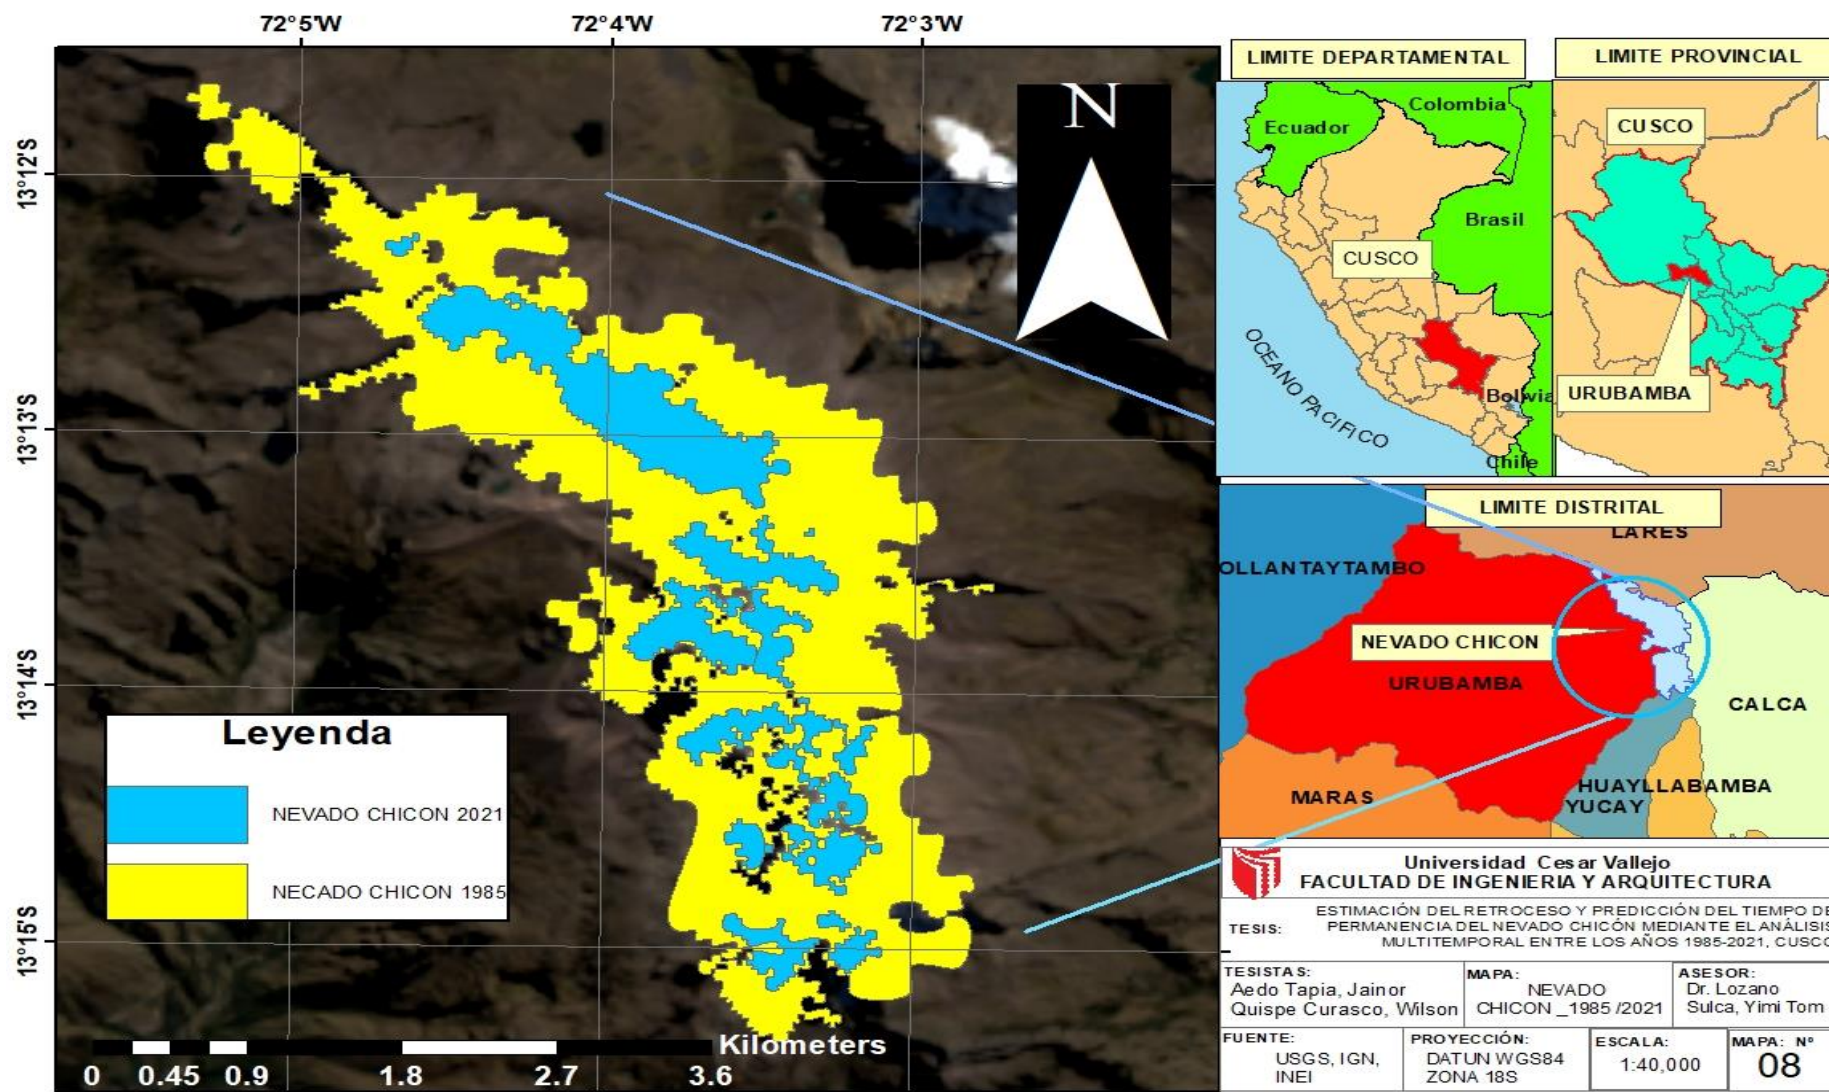 72°5'W
72°4'W
72°3'W
13°12'S
13°13'S
13°14'S
13°15'S
N
Leyenda
NEVADO CHICON 2021
NECADO CHICON 1985
Kilometers
0 0.45 0.9 1.8 2.7 3.6
LIMITE DEPARTAMENTAL
Colombia
Ecuador
Brasil
CUSCO
OCEANO PACIFICO
Bolivia
Chile
LIMITE PROVINCIAL
CUSCO
URUBAMBA
LIMITE DISTRITAL
LARES
OLLANTAYTAMBO
NEVADO CHICON
URUBAMBA
CALCA
MARAS
HUAYLLABAMBA
YUCAY
Universidad Cesar Vallejo
FACULTAD DE INGENIERIA Y ARQUITECTURA
TESIS:
ESTIMACIÓN DEL RETROCESO Y PREDICCIÓN DEL TIEMPO DE
PERMANENCIA DEL NEVADO CHICÓN MEDIANTE EL ANÁLISIS
MULTITEMPORAL ENTRE LOS AÑOS 1985-2021, CUSCO
TESISTAS:
Aedo Tapia, Jainor
Quispe Curasco, Wilson
MAPA:
NEVADO
CHICON _1985 /2021
ASESOR:
Dr. Lozano
Sulca, Yimi Tom
FUENTE:
USGS, IGN,
INEI
PROYECCIÓN:
DATUN WGS84
ZONA 18S
ESCALA:
1:40,000
MAPA: Nº
08